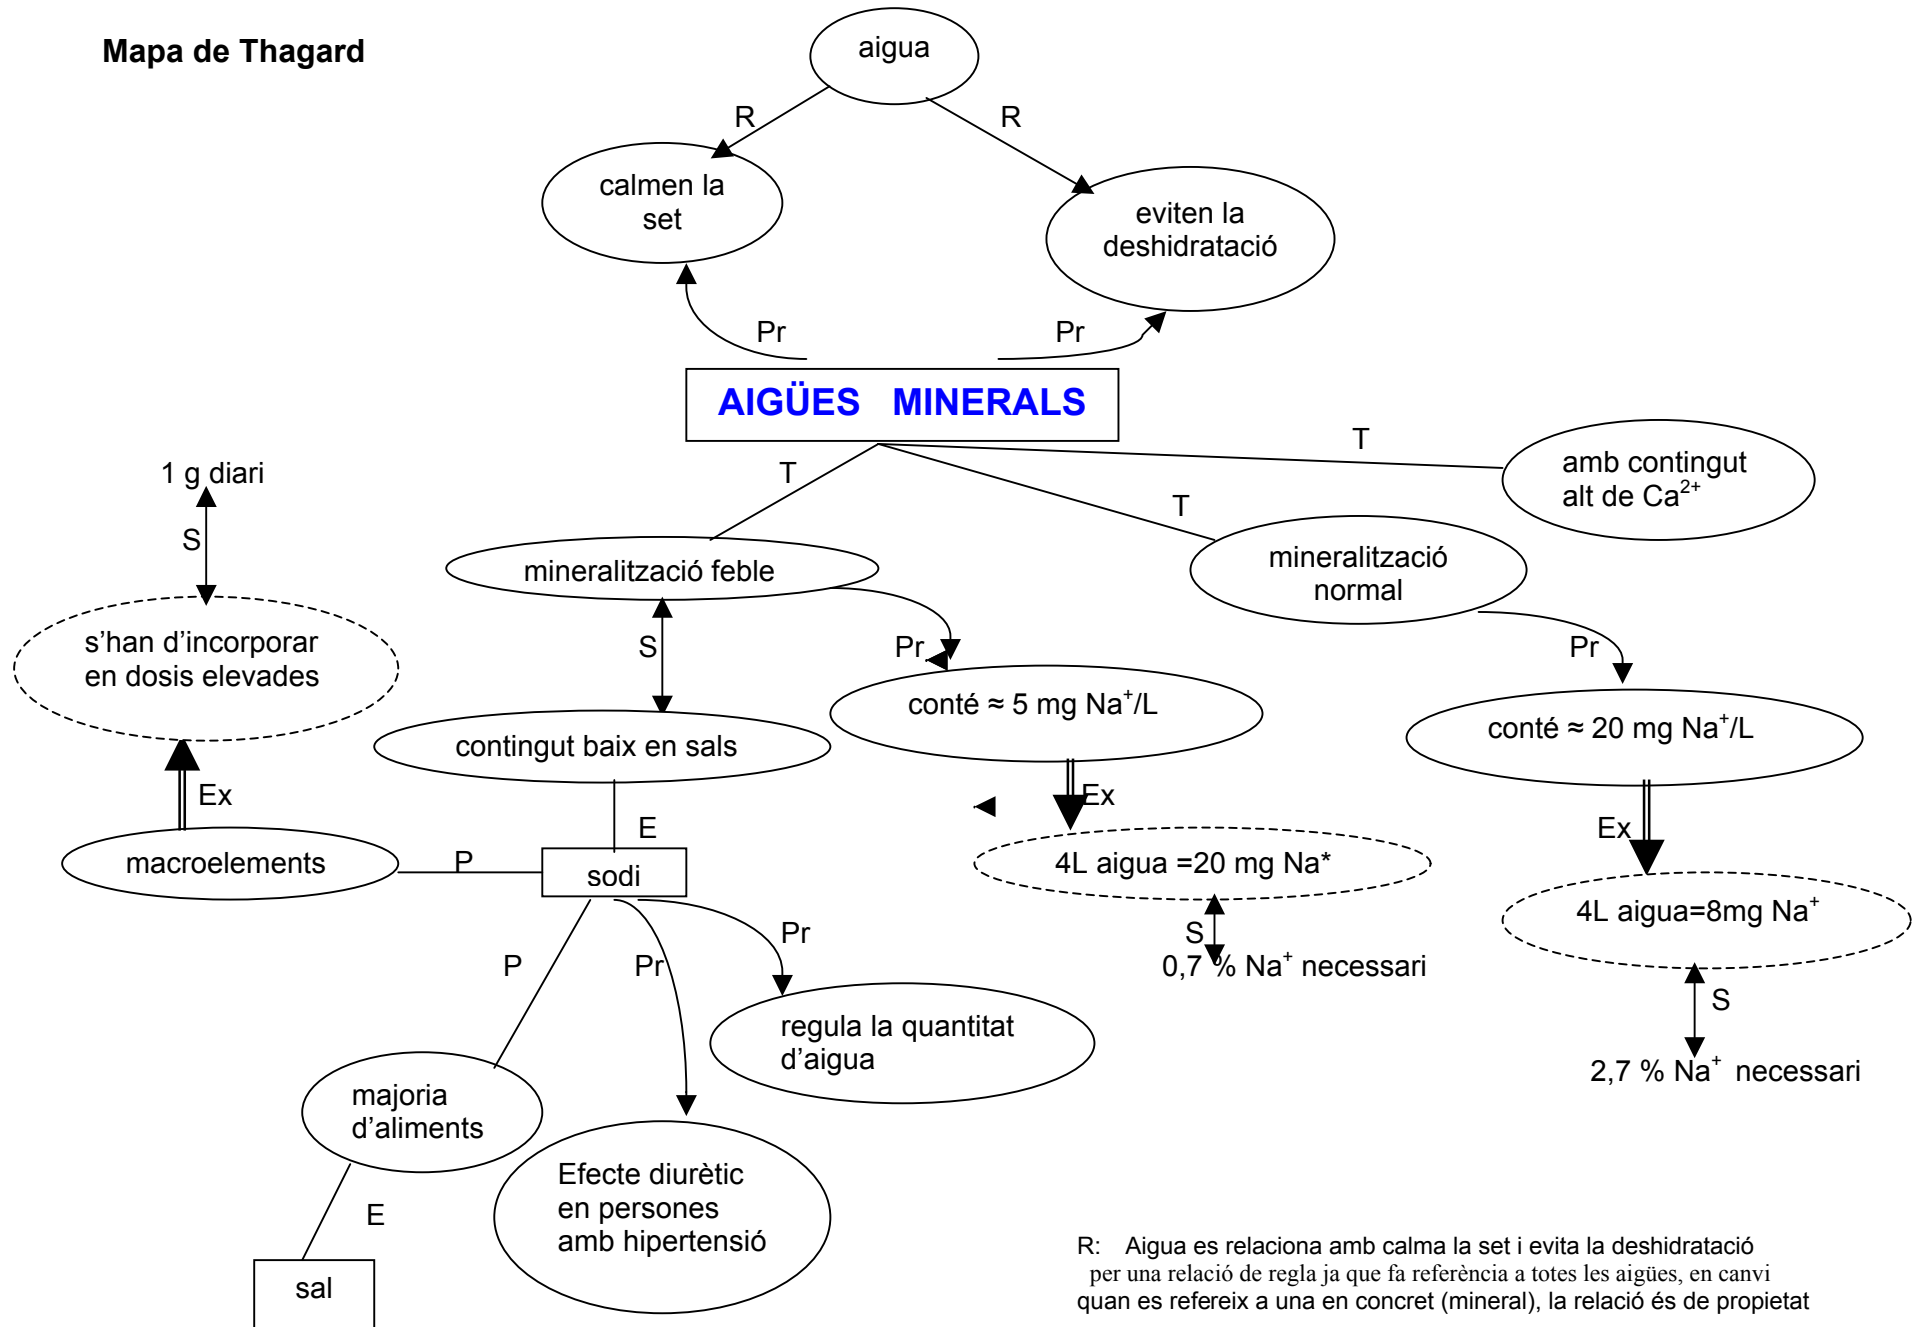 Mapa de Thagard
aigua
R
R
calmen la
set
eviten la
deshidratació
Pr
Pr
AIGÜES MINERALS
T
T
T
amb contingut
alt de Ca²⁺
1 g diari
S
s'han d'incorporar
en dosis elevades
Ex
macroelements
mineralització feble
S
contingut baix en sals
E
P
sodi
Pr
conté ≈ 5 mg Na⁺/L
Ex
4L aigua =20 mg Na*
S
0,7 % Na⁺ necessari
mineralització
normal
Pr
conté ≈ 20 mg Na⁺/L
Ex
4L aigua=8mg Na⁺
S
2,7 % Na⁺ necessari
P
Pr
Pr
regula la quantitat
d'aigua
majoria
d'aliments
Efecte diurètic
en persones
amb hipertensió
E
sal
R: Aigua es relaciona amb calma la set i evita la deshidratació
per una relació de regla ja que fa referència a totes les aigües, en canvi
quan es refereix a una en concret (mineral), la relació és de propietat